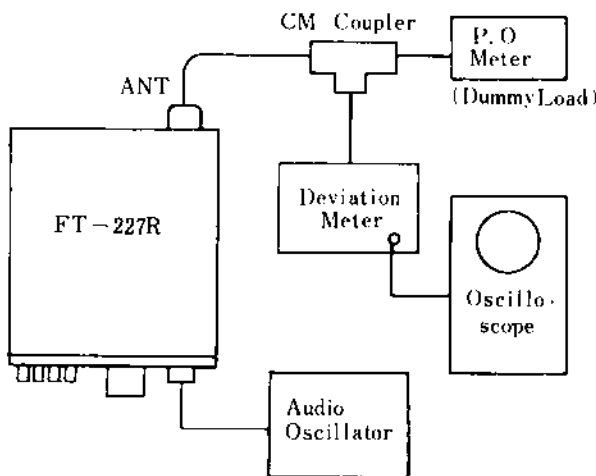 CM Coupler
P.O
Meter
(Dummy Load)
ANT
FT-227R
Deviation
Meter
Oscillo-
scope
Audio
Oscillator